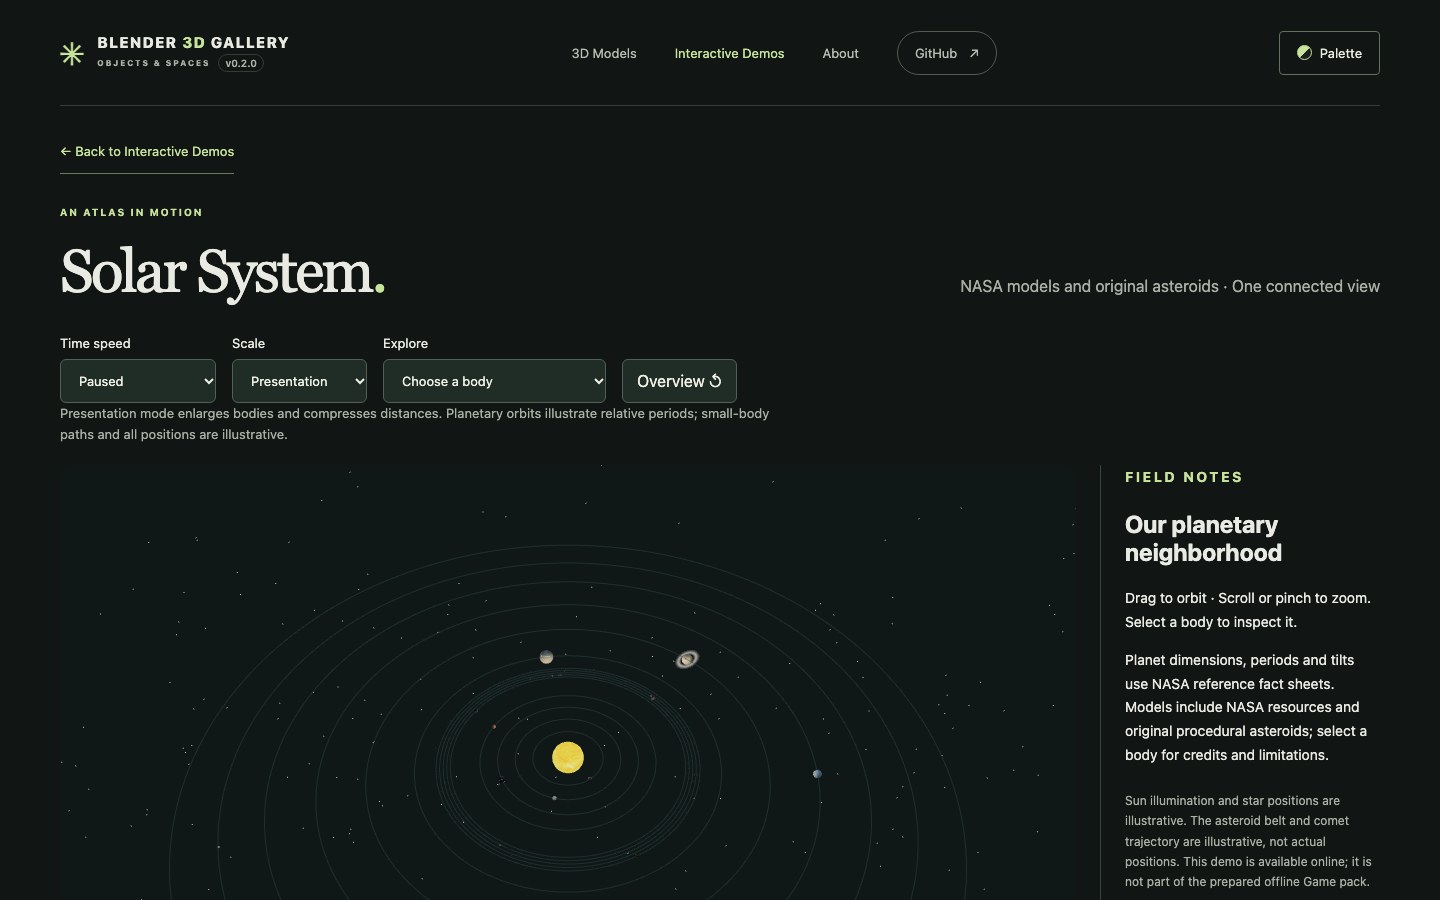 BLENDER 3D GALLERY
OBJECTS & SPACES v0.2.0
3D Models
Interactive Demos
About
GitHub ↗
Palette
← Back to Interactive Demos
AN ATLAS IN MOTION
Solar System.
NASA models and original asteroids · One connected view
Time speed
Scale
Explore
Paused
Presentation
Choose a body
Overview ↺
Presentation mode enlarges bodies and compresses distances. Planetary orbits illustrate relative periods; small-body
paths and all positions are illustrative.
FIELD NOTES
Our planetary
neighborhood
Drag to orbit · Scroll or pinch to zoom.
Select a body to inspect it.
Planet dimensions, periods and tilts
use NASA reference fact sheets.
Models include NASA resources and
original procedural asteroids; select a
body for credits and limitations.
Sun illumination and star positions are
illustrative. The asteroid belt and comet
trajectory are illustrative, not actual
positions. This demo is available online; it is
not part of the prepared offline Game pack.